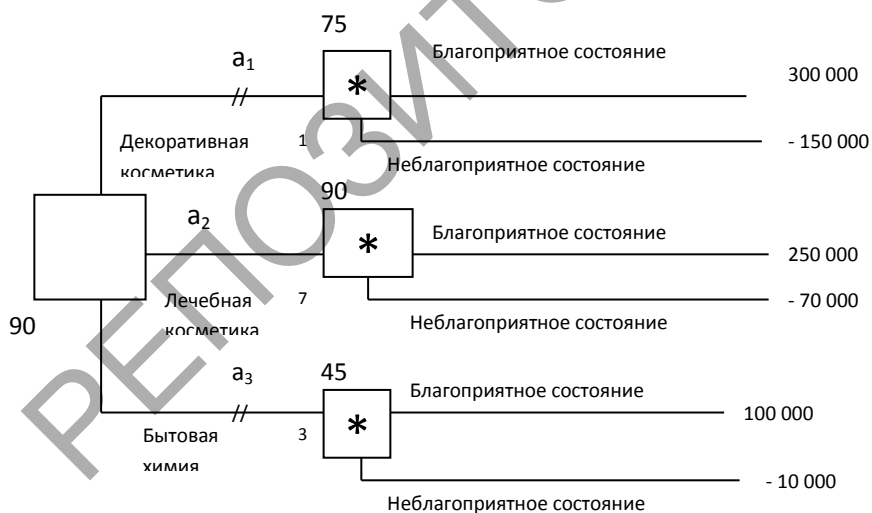 75
Благоприятное состояние
a1
300 000
*
Декоративная
1
- 150 000
косметика
Неблагоприятное состояние
90
a2
Благоприятное состояние
*
250 000
Лечебная
7
- 70 000
90
косметика
Неблагоприятное состояние
a3
45
Благоприятное состояние
100 000
*
Бытовая
3
химия
- 10 000
Неблагоприятное состояние